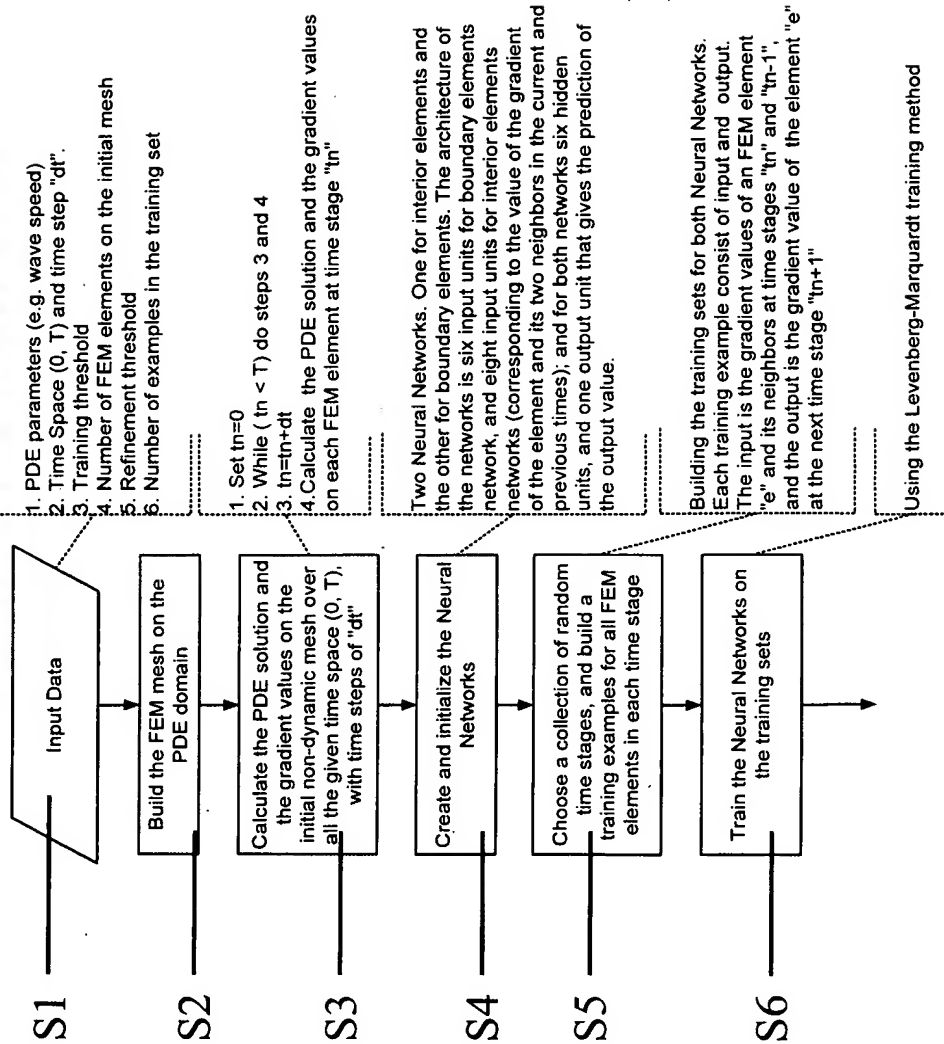 S1
Input Data
1. PDE parameters (e.g. wave speed)
2. Time Space (0, T) and time step "dt".
3. Training threshold
4. Number of FEM elements on the initial mesh
5. Refinement threshold
6. Number of examples in the training set
S2
Build the FEM mesh on the
PDE domain
S3
Calculate the PDE solution and
the gradient values on the
initial non-dynamic mesh over
all the given time space (0, T),
with time steps of "dt"
1. Set tn=0
2. While ( tn < T) do steps 3 and 4
3. tn=tn+dt
4.Calculate the PDE solution and the gradient values
on each FEM element at time stage "tn"
S4
Create and initialize the Neural
Networks
Two Neural Networks. One for interior elements and
the other for boundary elements. The architecture of
the networks is six input units for boundary elements
network, and eight input units for interior elements
networks (corresponding to the value of the gradient
of the element and its two neighbors in the current and
previous times); and for both networks six hidden
units, and one output unit that gives the prediction of
the output value.
S5
Choose a collection of random
time stages, and build a
training examples for all FEM
elements in each time stage
Building the training sets for both Neural Networks.
Each training example consist of input and output.
The input is the gradient values of an FEM element
"e" and its neighbors at time stages "tn" and "tn-1",
and the output is the gradient value of the element "e"
at the next time stage "tn+1"
S6
Train the Neural Networks on
the training sets
Using the Levenberg-Marquardt training method